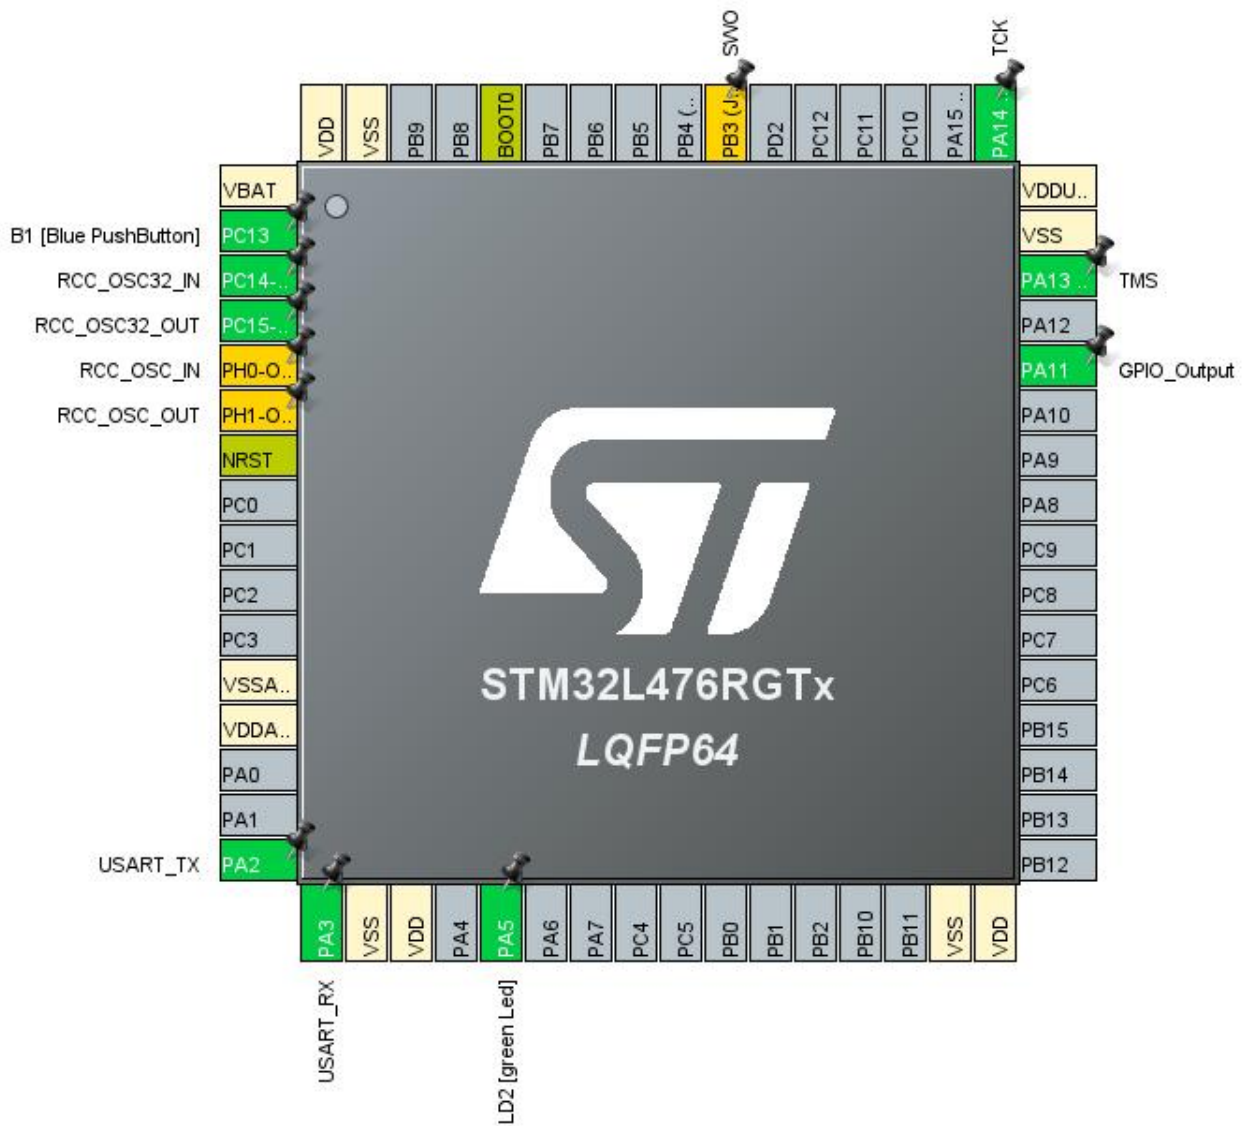 SWO
TCK
VDD
VSS
PB9
PB8
BOOT0
PB7
PB6
PB5
PB4 (..
PB3 (J..
PD2
PC12
PC11
PC10
PA15 ..
PA14 ..
VBAT
B1 [Blue PushButton] PC13
RCC_OSC32_IN PC14-..
RCC_OSC32_OUT PC15-..
RCC_OSC_IN PH0-O..
RCC_OSC_OUT PH1-O..
NRST
PC0
PC1
PC2
PC3
VSSA..
VDDA..
PA0
PA1
USART_TX PA2
VDDU..
VSS
PA13 .. TMS
PA12
PA11 GPIO_Output
PA10
PA9
PA8
PC9
PC8
PC7
PC6
PB15
PB14
PB13
PB12
STM32L476RGTx
LQFP64
PA3
VSS
VDD
PA4
PA5
PA6
PA7
PC4
PC5
PB0
PB1
PB2
PB10
PB11
VSS
VDD
USART_RX
LD2 [green Led]